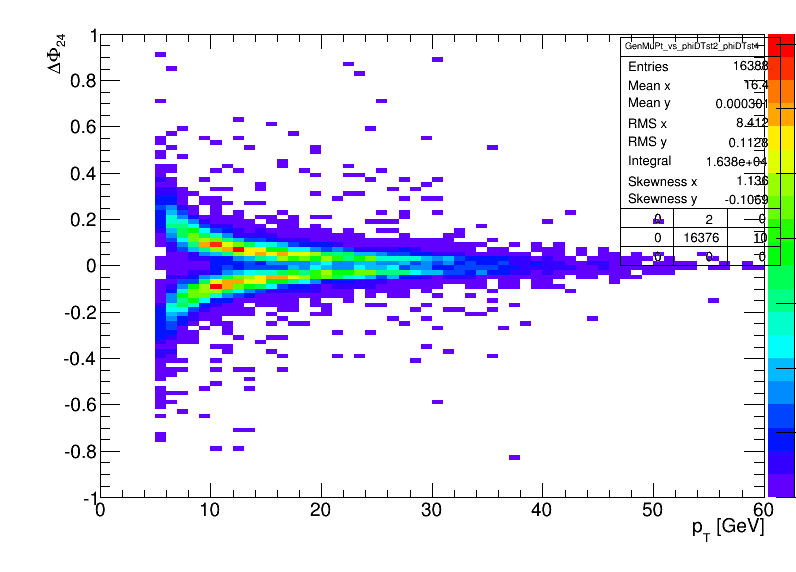 ΔΦ24
1
0.8
0.6
0.4
0.2
0
-0.2
-0.4
-0.6
-0.8
-1
0 10 20 30 40 50 60
pT [GeV]
GenMuPt_vs_phiDTst2_phiDTst4
Entries 16388
Mean x 16.4
Mean y 0.000301
RMS x 8.412
RMS y 0.1128
Integral 1.638e+04
Skewness x 1.136
Skewness y -0.1069
0 2 0
0 16376 10
0 0 0